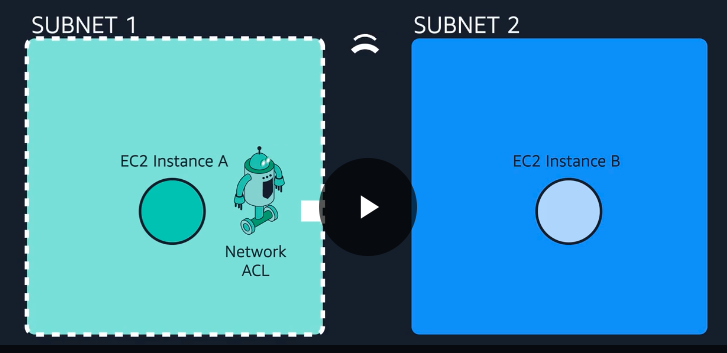 SUBNET 1
SUBNET 2
EC2 Instance A
EC2 Instance B
Network
ACL